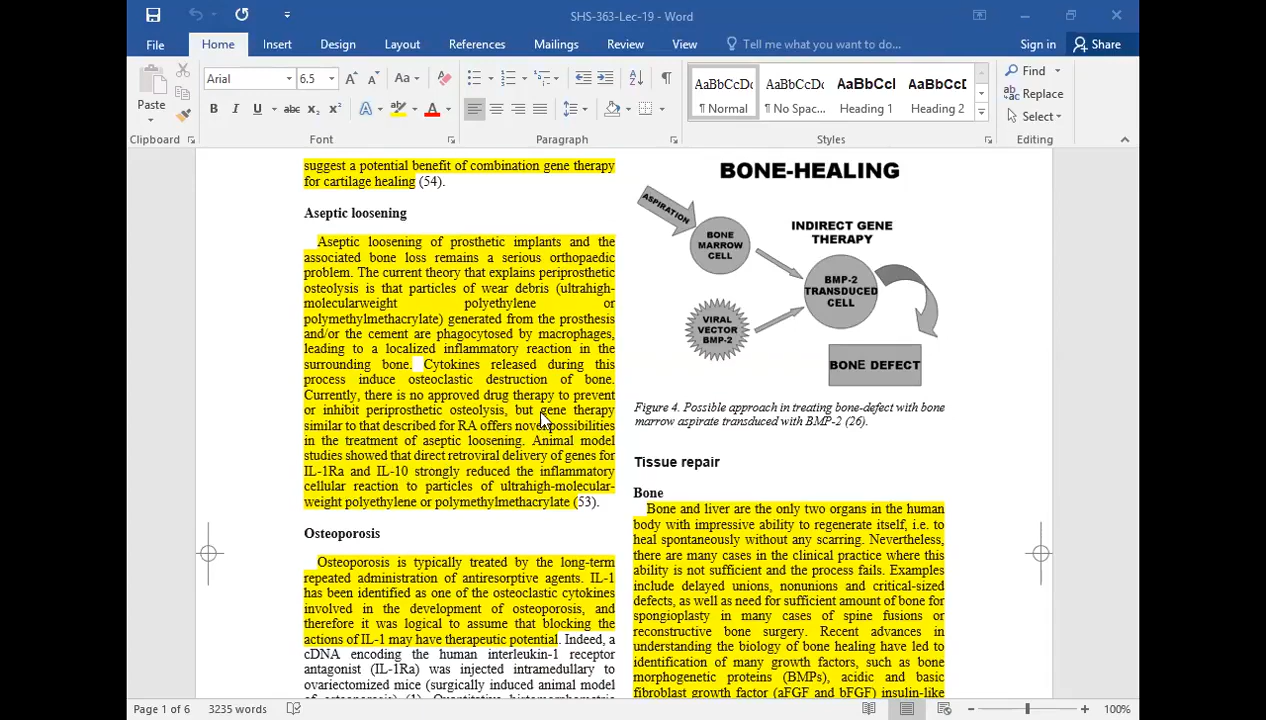 SHS-363-Lec-19 - Word
File Home Insert Design Layout References Mailings Review View Tell me what you want to do... Sign in Share
Paste
Arial 6.5 Aa
B I U abc X₂ X² A A
AaBbCcDc AaBbCcDc AaBbCcI AaBbCcD
¶ Normal ¶ No Spac... Heading 1 Heading 2
Find
Replace
Select
Clipboard Font Paragraph Styles Editing
suggest a potential benefit of combination gene therapy
for cartilage healing (54).
Aseptic loosening
Aseptic loosening of prosthetic implants and the
associated bone loss remains a serious orthopaedic
problem. The current theory that explains periprosthetic
osteolysis is that particles of wear debris (ultrahigh-
molecularweight polyethylene or
polymethylmethacrylate) generated from the prosthesis
and/or the cement are phagocytosed by macrophages,
leading to a localized inflammatory reaction in the
surrounding bone. Cytokines released during this
process induce osteoclastic destruction of bone.
Currently, there is no approved drug therapy to prevent
or inhibit periprosthetic osteolysis, but gene therapy
similar to that described for RA offers novel possibilities
in the treatment of aseptic loosening. Animal model
studies showed that direct retroviral delivery of genes for
IL-1Ra and IL-10 strongly reduced the inflammatory
cellular reaction to particles of ultrahigh-molecular-
weight polyethylene or polymethylmethacrylate (53).
Osteoporosis
Osteoporosis is typically treated by the long-term
repeated administration of antiresorptive agents. IL-1
has been identified as one of the osteoclastic cytokines
involved in the development of osteoporosis, and
therefore it was logical to assume that blocking the
actions of IL-1 may have therapeutic potential. Indeed, a
cDNA encoding the human interleukin-1 receptor
antagonist (IL-1Ra) was injected intramedullary to
ovariectomized mice (surgically induced animal model
BONE-HEALING
ASPIRATION
BONE
MARROW
CELL
INDIRECT GENE
THERAPY
BMP-2
TRANSDUCED
CELL
VIRAL
VECTOR
BMP-2
BONE DEFECT
Figure 4. Possible approach in treating bone-defect with bone
marrow aspirate transduced with BMP-2 (26).
Tissue repair
Bone
Bone and liver are the only two organs in the human
body with impressive ability to regenerate itself, i.e. to
heal spontaneously without any scarring. Nevertheless,
there are many cases in the clinical practice where this
ability is not sufficient and the process fails. Examples
include delayed unions, nonunions and critical-sized
defects, as well as need for sufficient amount of bone for
spongioplasty in many cases of spine fusions or
reconstructive bone surgery. Recent advances in
understanding the biology of bone healing have led to
identification of many growth factors, such as bone
morphogenetic proteins (BMPs), acidic and basic
fibroblast growth factor (aFGF and bFGF) insulin-like
Page 1 of 6 3235 words 100%